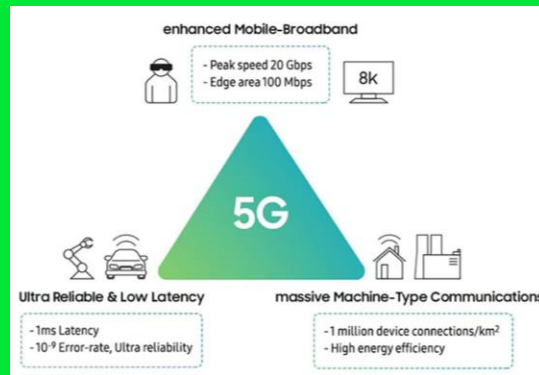 enhanced Mobile-Broadband
- Peak speed 20 Gbps
- Edge area 100 Mbps
8k
5G
Ultra Reliable & Low Latency
- 1ms Latency
- 10⁻⁹ Error-rate, Ultra reliability
massive Machine-Type Communications
- 1 million device connections/km²
- High energy efficiency